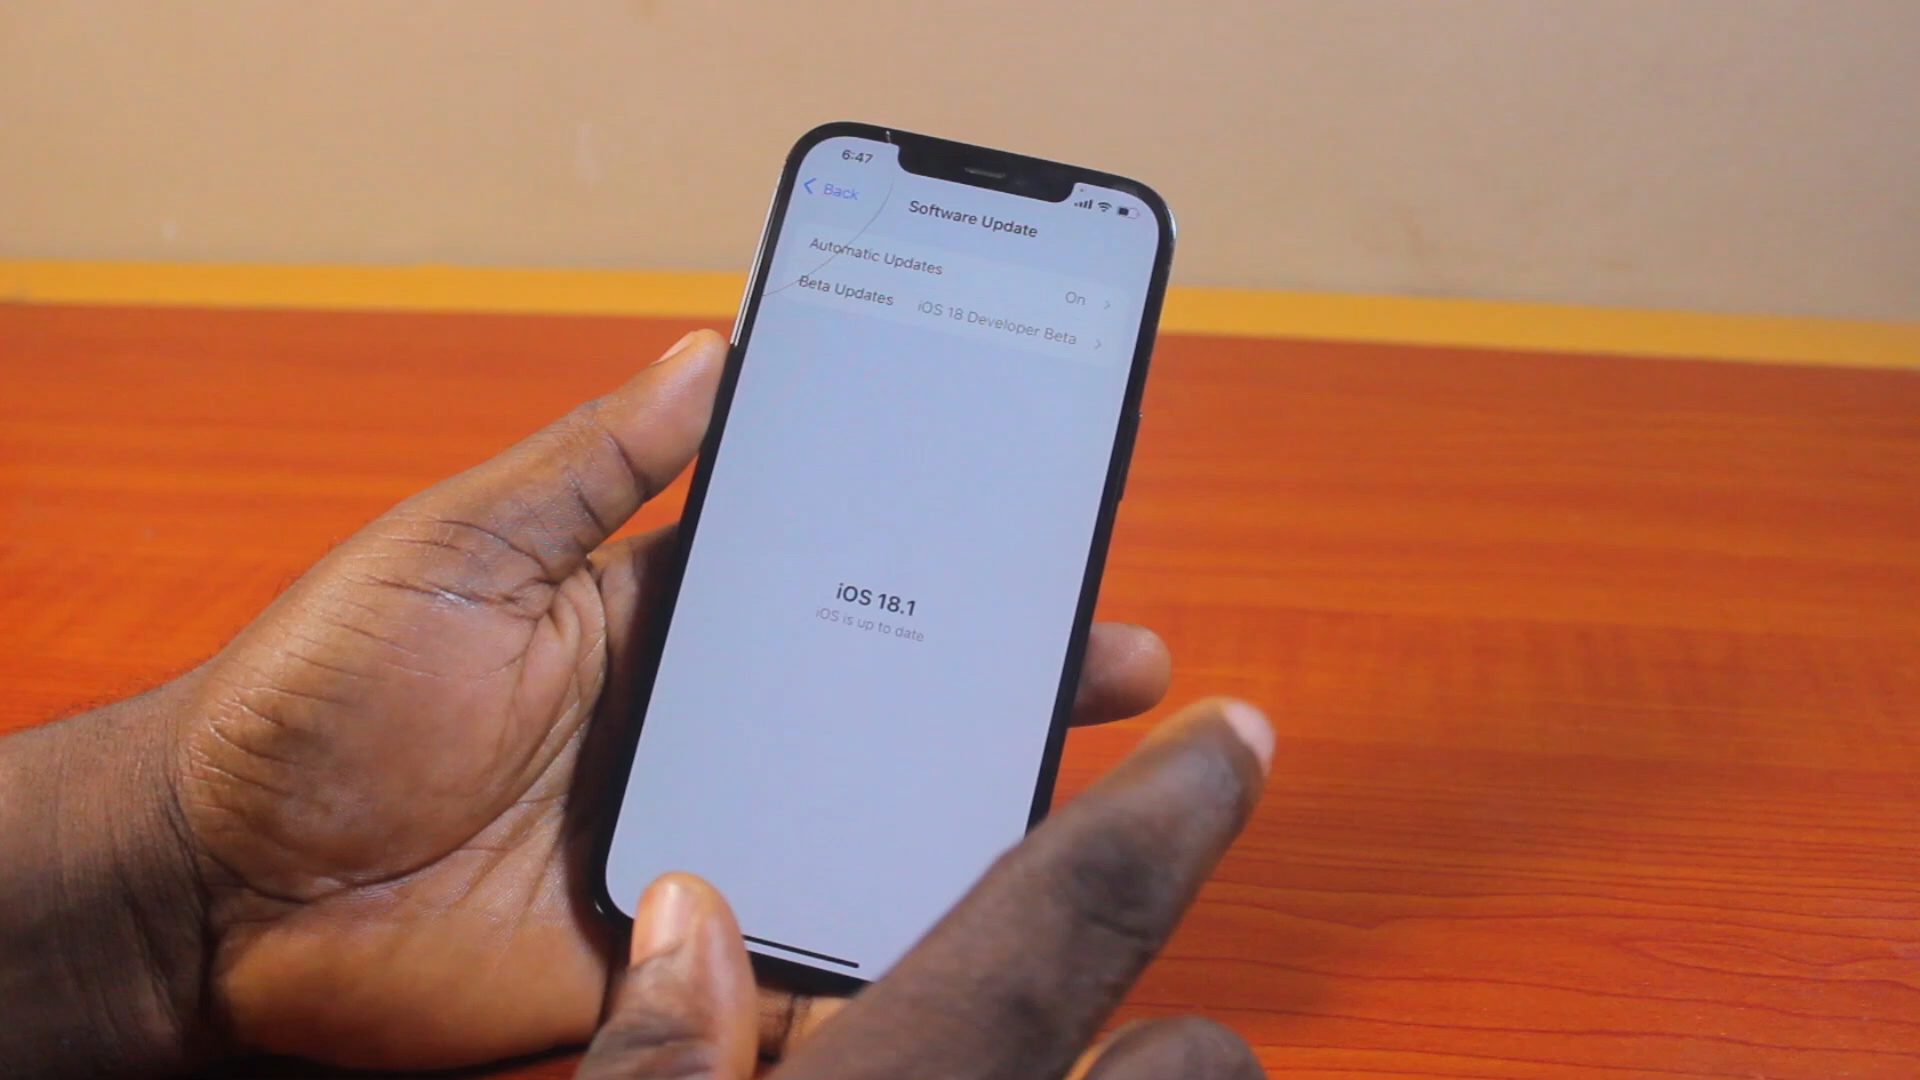 6:47
Back
Software Update
Automatic Updates On
Beta Updates iOS 18 Developer Beta
iOS 18.1
iOS is up to date